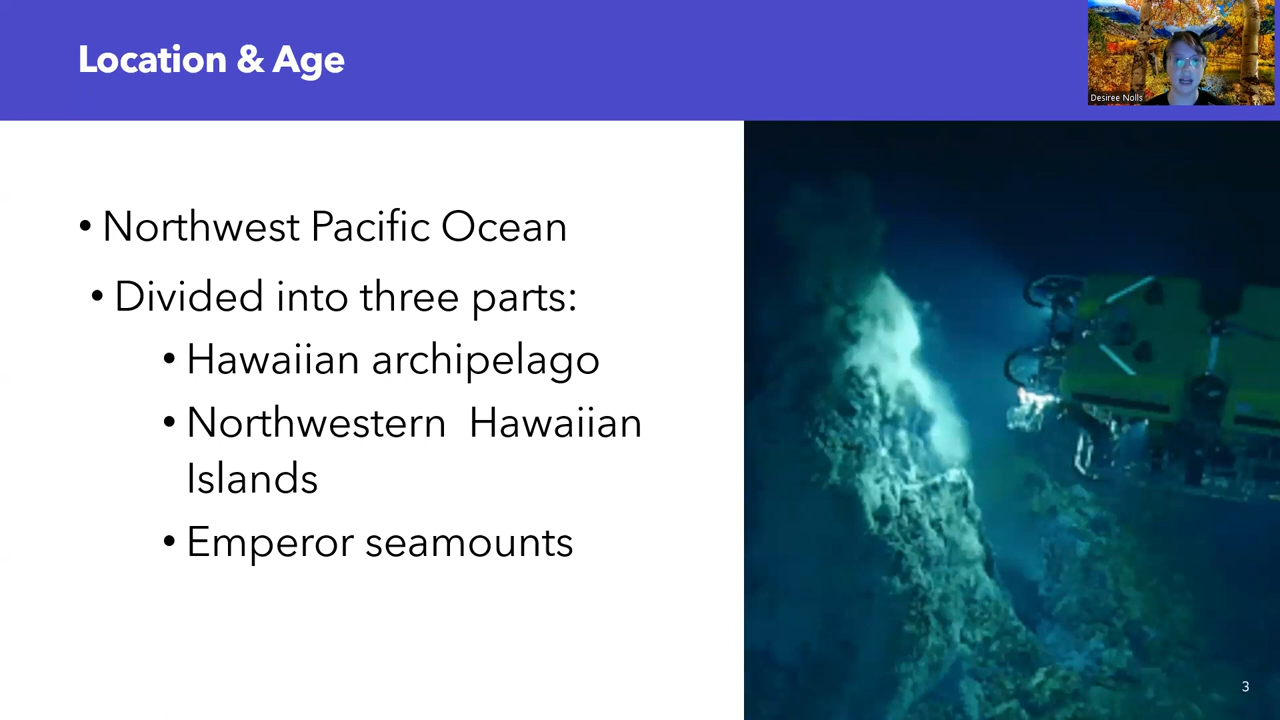 Location & Age
Desiree Nolls
• Northwest Pacific Ocean
• Divided into three parts:
• Hawaiian archipelago
• Northwestern  Hawaiian
Islands
• Emperor seamounts
3